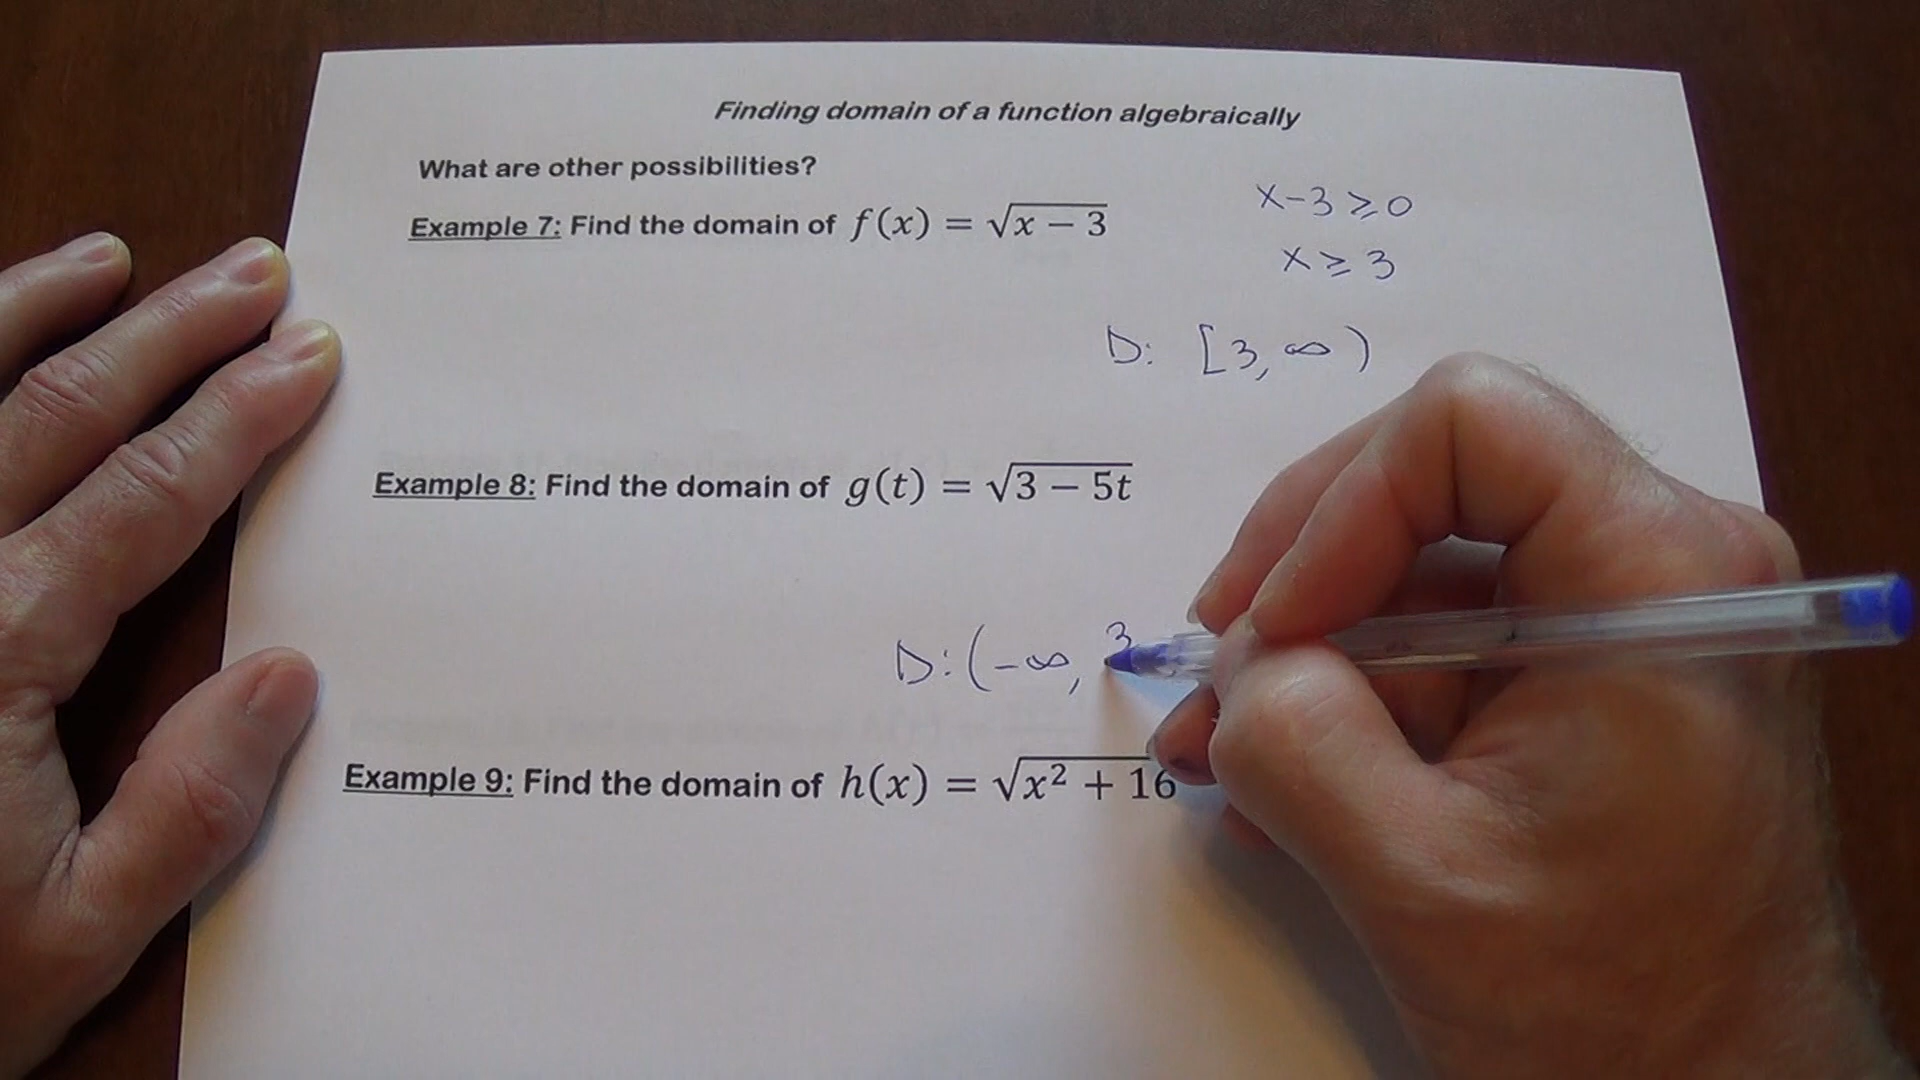 Finding domain of a function algebraically
What are other possibilities?
Example 7: Find the domain of f(x) = √x − 3
x-3 ≥ 0
x ≥ 3
D: [3, ∞)
Example 8: Find the domain of g(t) = √3 − 5t
D: (-∞, 3
Example 9: Find the domain of h(x) = √x² + 16